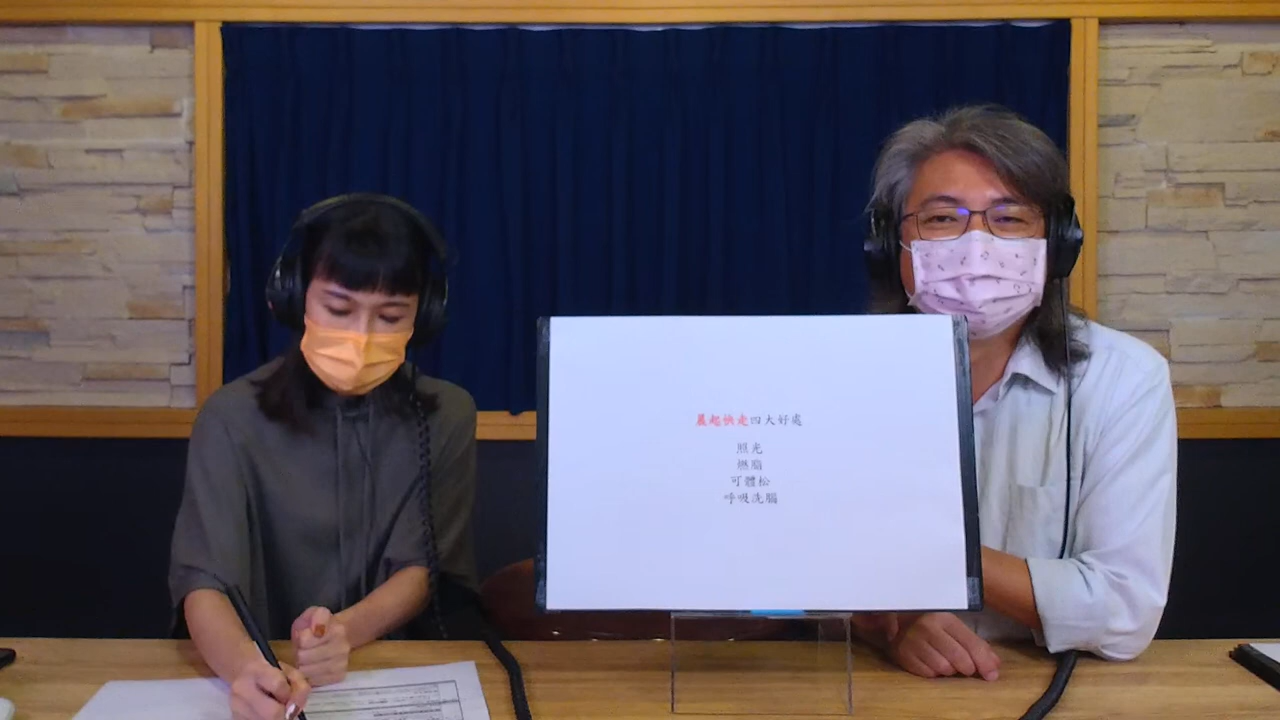 晨起快走四大好處
照光
燃脂
可體松
呼吸洗腦